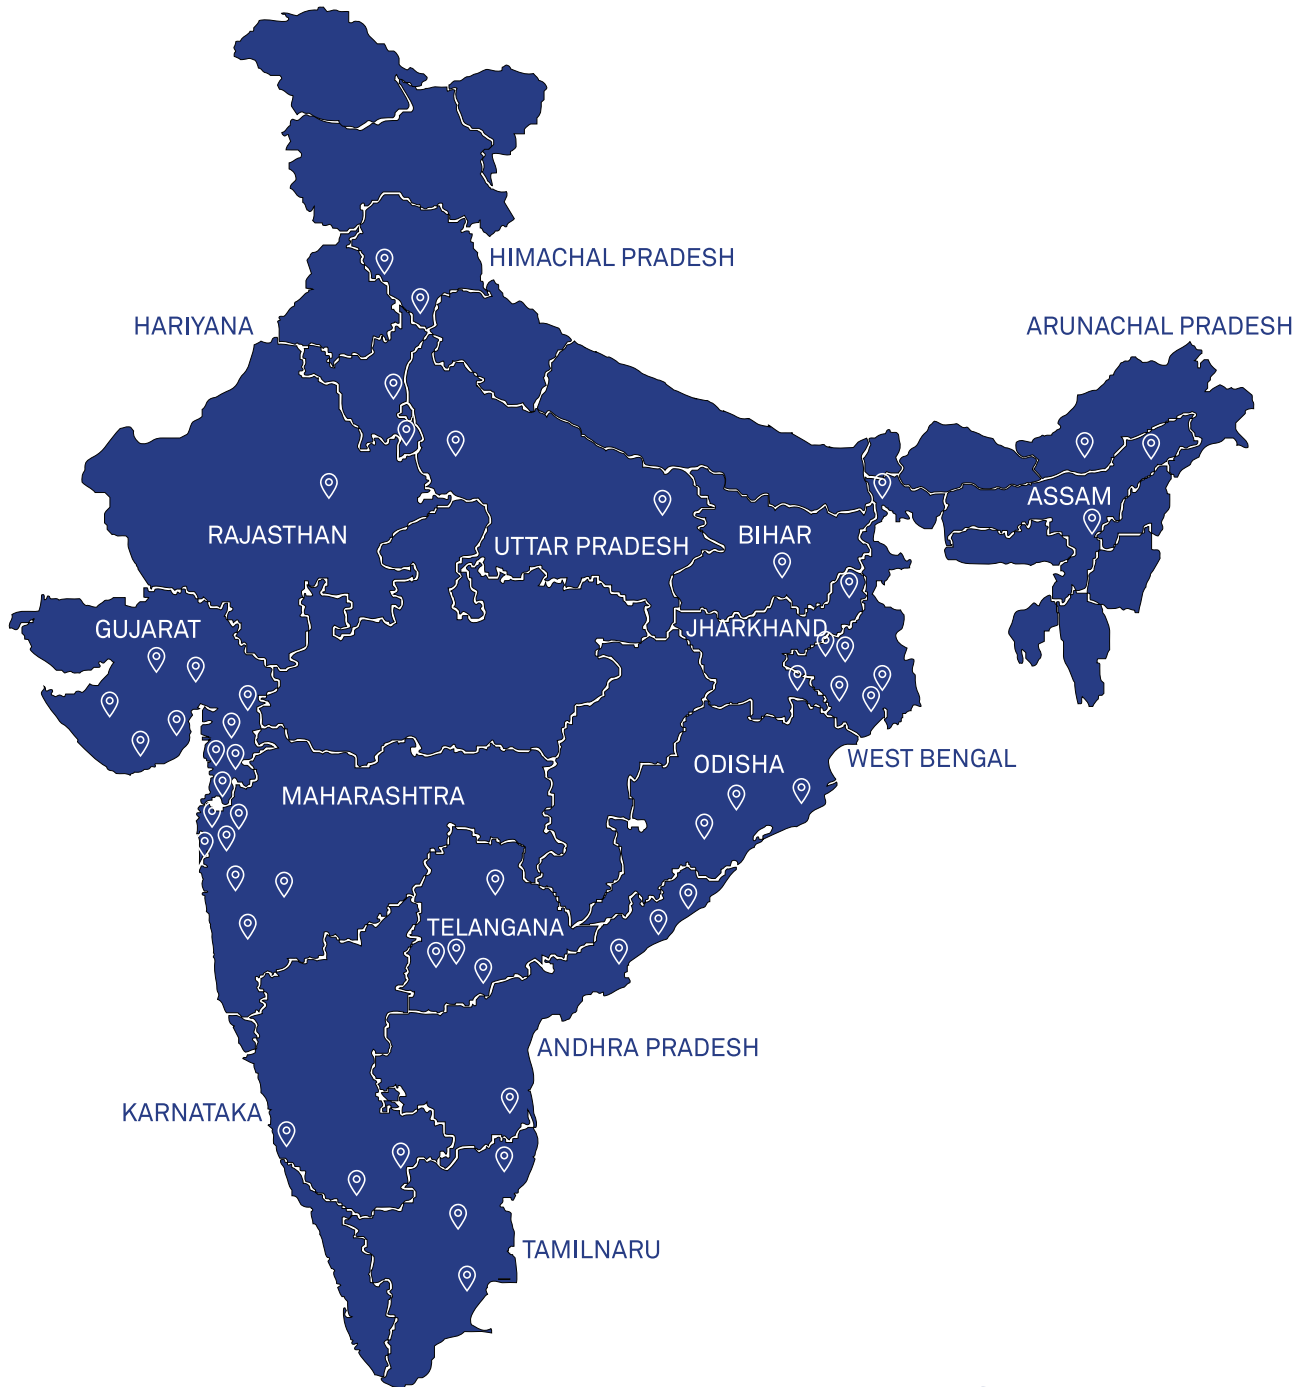 HIMACHAL PRADESH
HARIYANA
ARUNACHAL PRADESH
ASSAM
RAJASTHAN
UTTAR PRADESH
BIHAR
GUJARAT
JHARKHAND
WEST BENGAL
ODISHA
MAHARASHTRA
TELANGANA
ANDHRA PRADESH
KARNATAKA
TAMILNARU